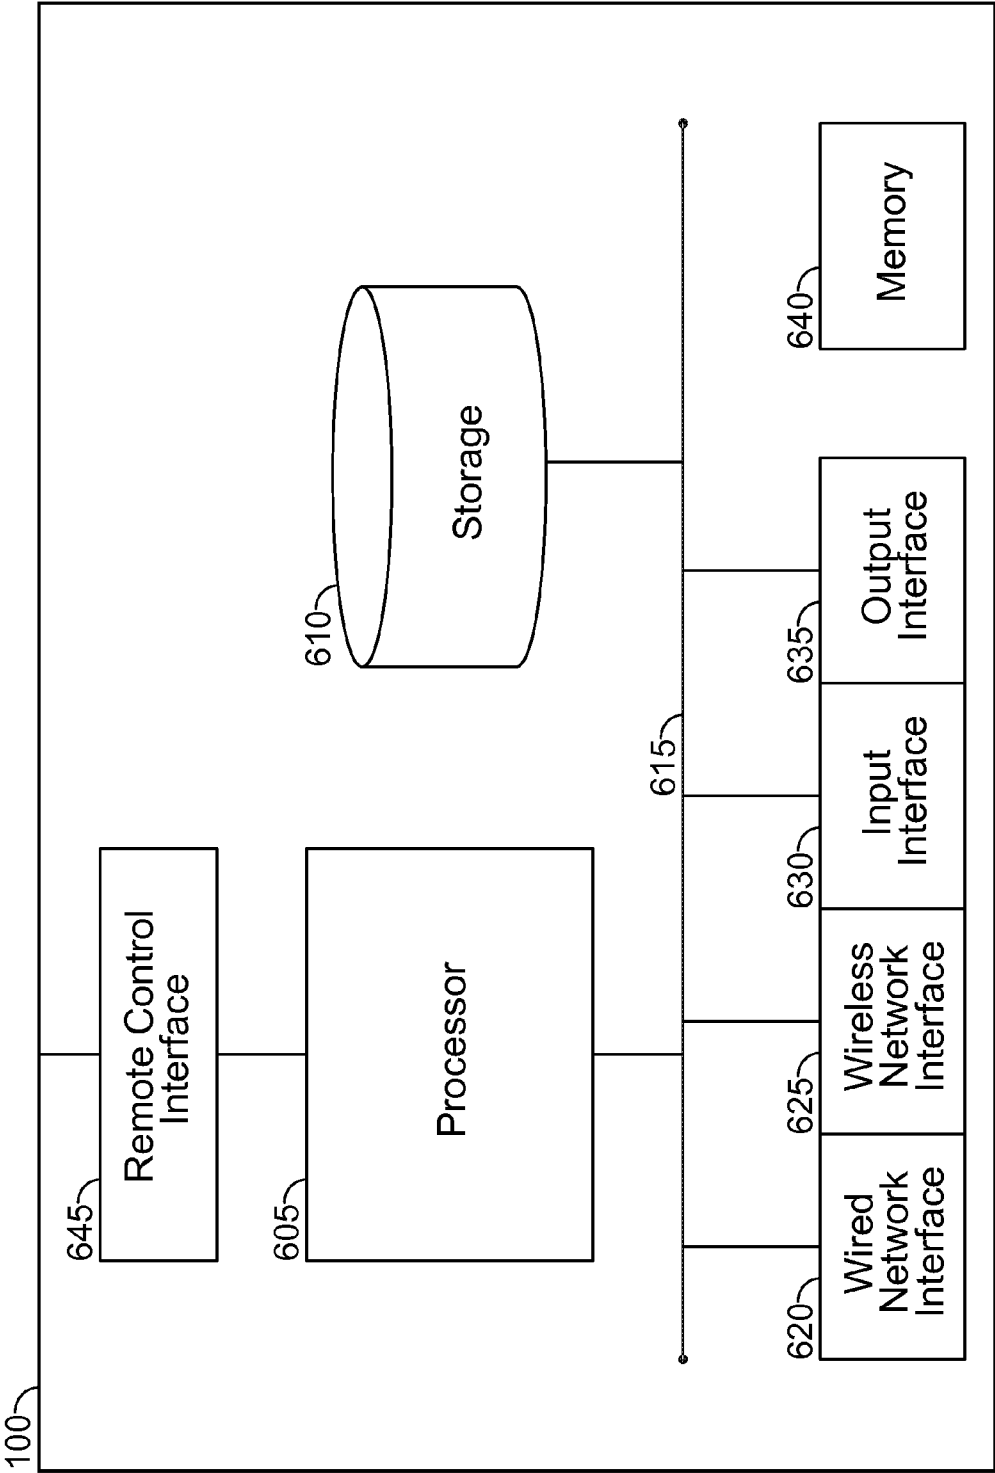 100
645
Remote Control
Interface
605
Processor
610
Storage
615
620
Wired
Network
Interface
625
Wireless
Network
Interface
630
Input
Interface
635
Output
Interface
640
Memory